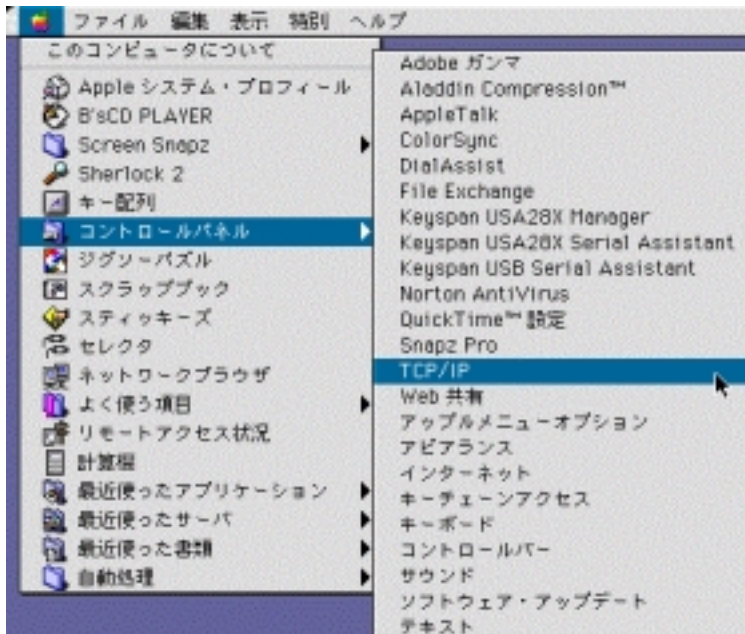 ファイル 編集 表示 特別 ヘルプ
このコンピュータについて
Apple システム・プロフィール
B'sCD PLAYER
Screen Snapz
Sherlock 2
キー配列
コントロールパネル
ジグソーパズル
スクラップブック
スティッキーズ
セレクタ
ネットワークブラウザ
よく使う項目
リモートアクセス状況
計算機
最近使ったアプリケーション
最近使ったサーバ
最近使った書類
自動処理
Adobe ガンマ
Aladdin Compression™
AppleTalk
ColorSync
DialAssist
File Exchange
Keyspan USA28X Manager
Keyspan USA28X Serial Assistant
Keyspan USB Serial Assistant
Norton AntiVirus
QuickTime™ 設定
Snapz Pro
TCP/IP
Web 共有
アップルメニューオプション
アピアランス
インターネット
キーチェーンアクセス
キーボード
コントロールバー
サウンド
ソフトウェア・アップデート
テキスト